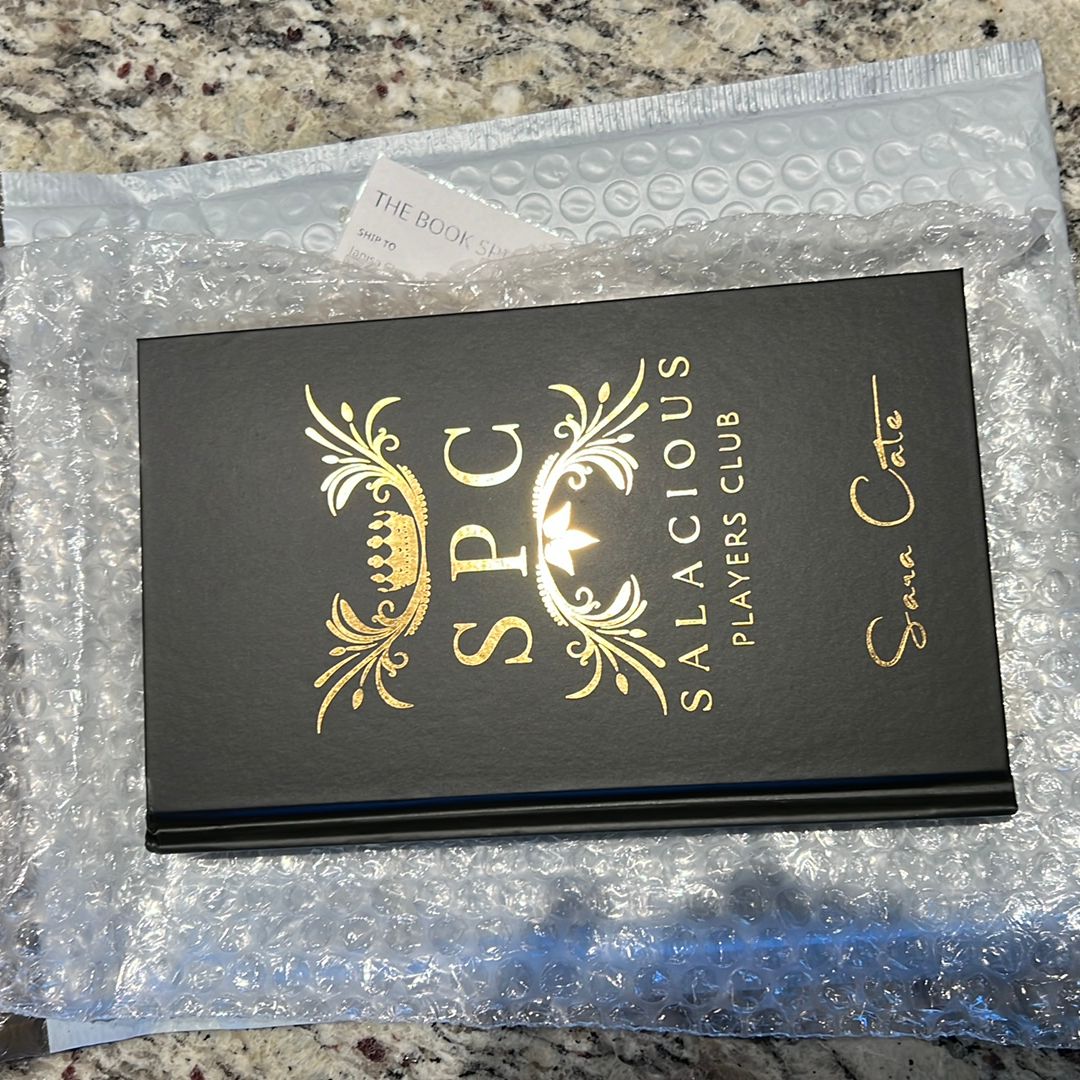 THE BOOK
SHIP TO
SPC
SALACIOUS
PLAYERS CLUB
Sara Cate